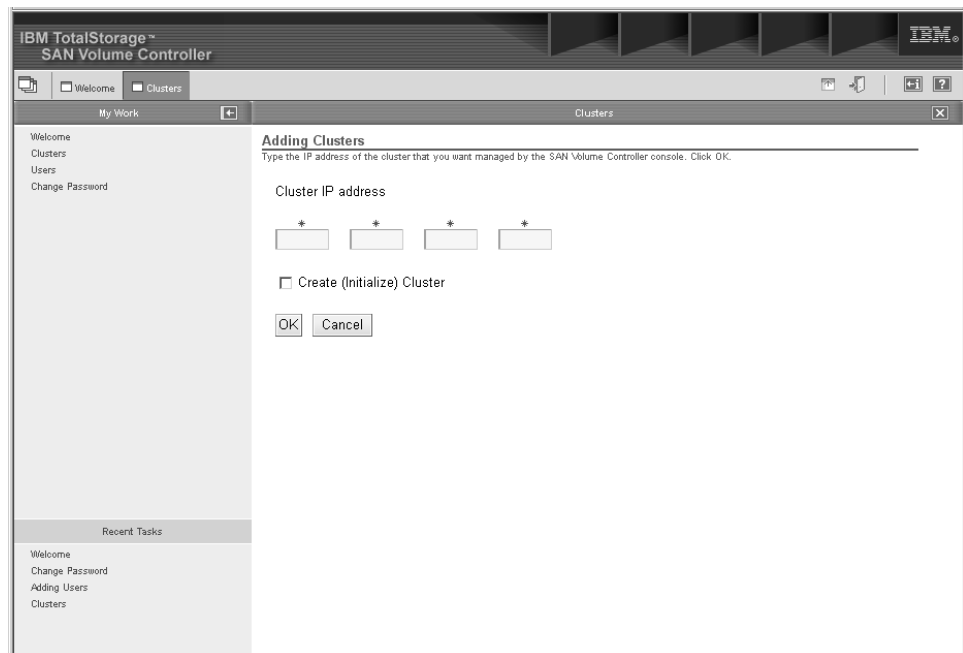 IBM TotalStorage™
SAN Volume Controller
IBM®
Welcome
Clusters
My Work
Clusters
Welcome
Clusters
Users
Change Password
Adding Clusters
Type the IP address of the cluster that you want managed by the SAN Volume Controller console. Click OK.
Cluster IP address
* * * *
Create (Initialize) Cluster
OK Cancel
Recent Tasks
Welcome
Change Password
Adding Users
Clusters